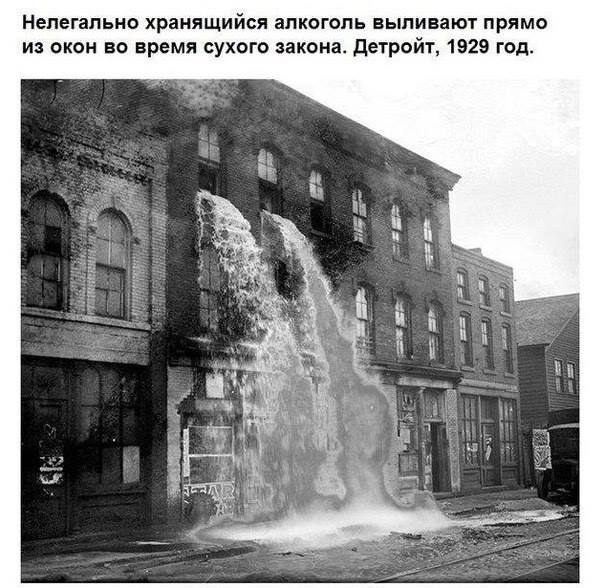 Нелегально хранящийся алкоголь выливают прямо
из окон во время сухого закона. Детройт, 1929 год.